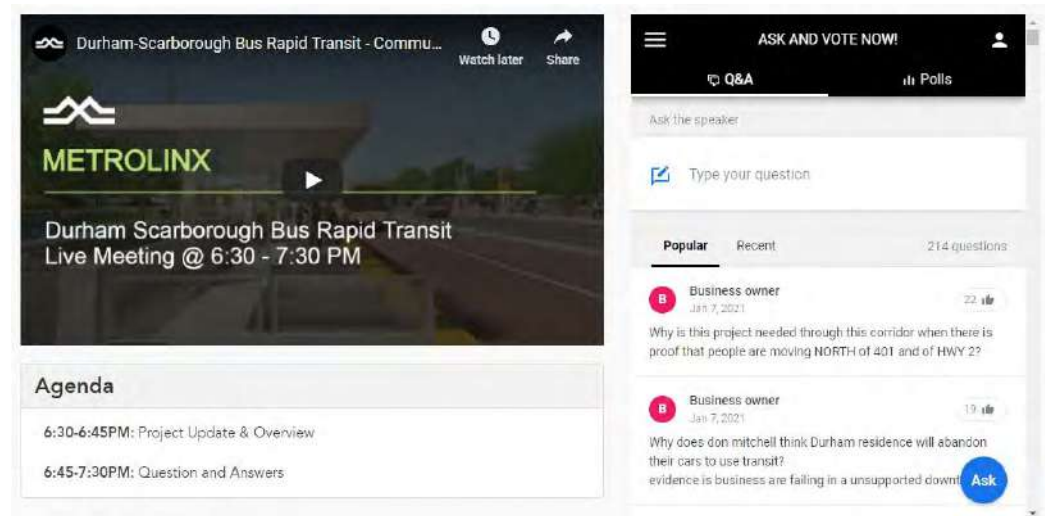 Durham-Scarborough Bus Rapid Transit - Commu...
Watch later
Share
METROLINX
Durham Scarborough Bus Rapid Transit
Live Meeting @ 6:30 - 7:30 PM
Agenda
6:30-6:45PM: Project Update & Overview
6:45-7:30PM: Question and Answers
ASK AND VOTE NOW!
Q&A
Polls
Ask the speaker
Type your question
Popular
Recent
214 questions
B
Business owner
Jan 7, 2021
22
Why is this project needed through this corridor when there is
proof that people are moving NORTH of 401 and of HWY 2?
B
Business owner
Jan 7, 2021
19
Why does don mitchell think Durham residence will abandon
their cars to use transit?
evidence is business are failing in a unsupported downt
Ask